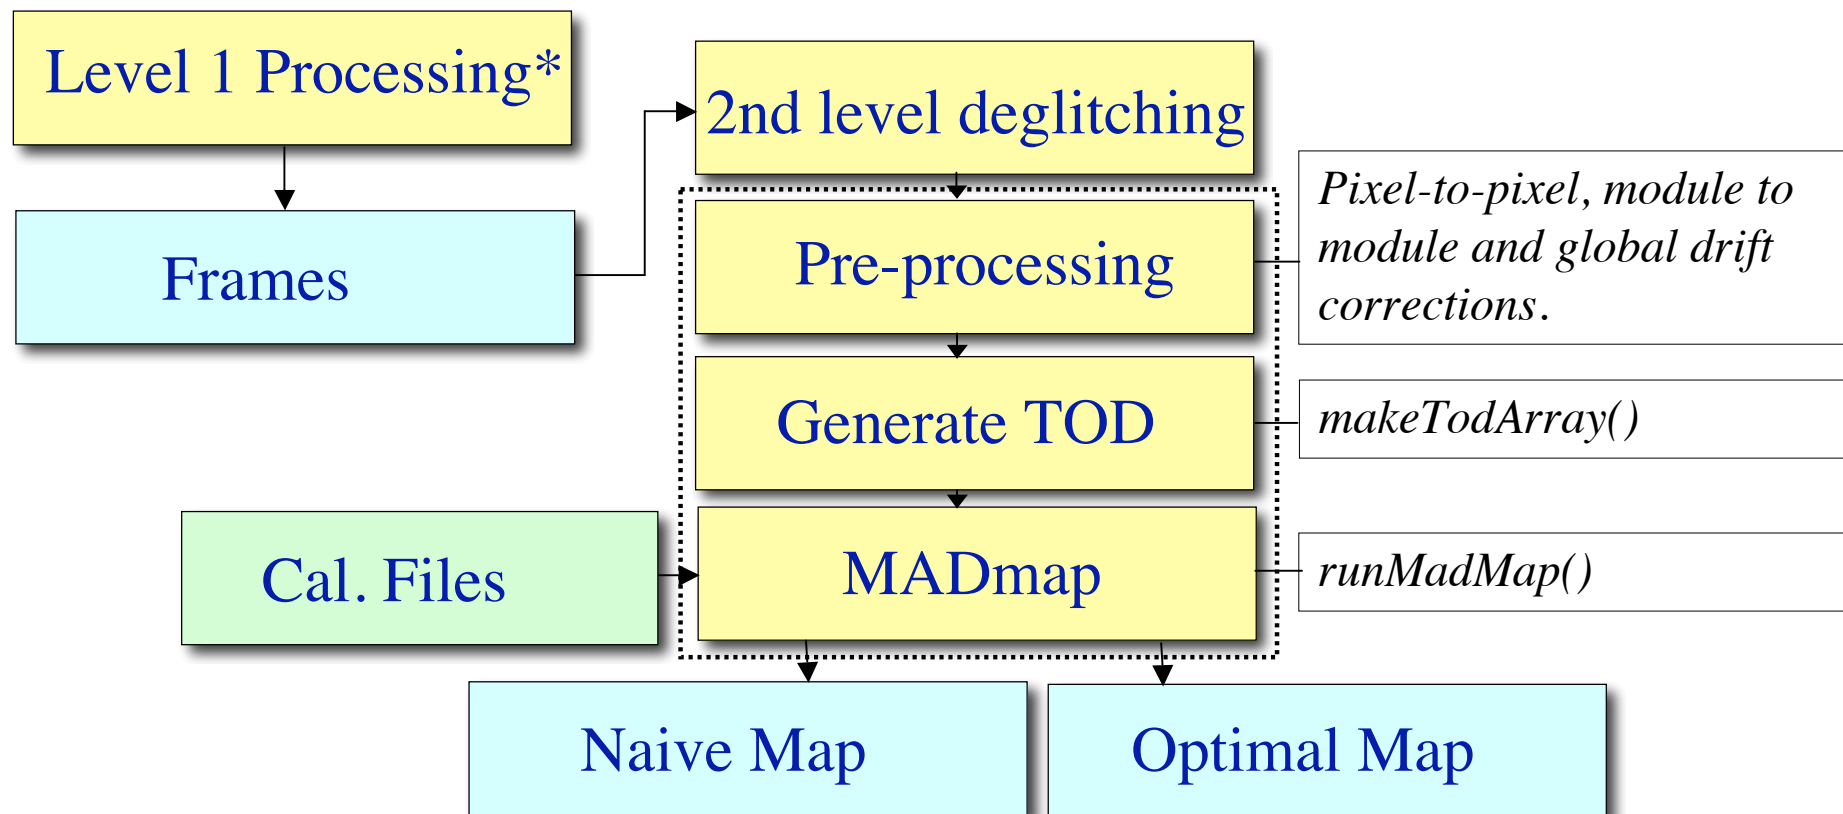 Level 1 Processing*
2nd level deglitching
Frames
Pre-processing
Pixel-to-pixel, module to
module and global drift
corrections.
Generate TOD
makeTodArray()
Cal. Files
MADmap
runMadMap()
Naive Map
Optimal Map